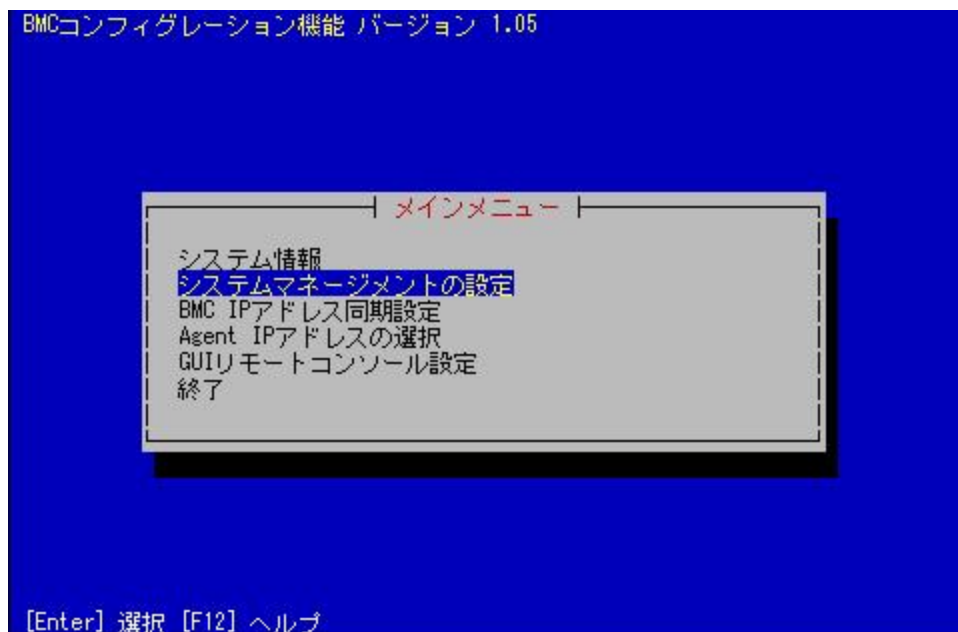 BMCコンフィグレーション機能 バージョン 1.05
メインメニュー
システム情報
システムマネージメントの設定
BMC IPアドレス同期設定
Agent IPアドレスの選択
GUIリモートコンソール設定
終了
[Enter] 選択 [F12] ヘルプ